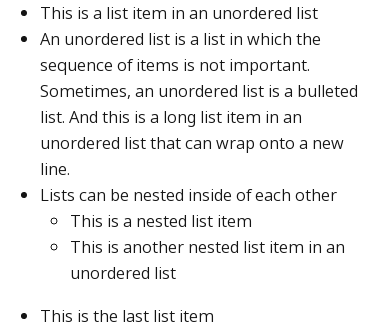 • This is a list item in an unordered list
• An unordered list is a list in which the
sequence of items is not important.
Sometimes, an unordered list is a bulleted
list. And this is a long list item in an
unordered list that can wrap onto a new
line.
• Lists can be nested inside of each other
◦ This is a nested list item
◦ This is another nested list item in an
unordered list
• This is the last list item